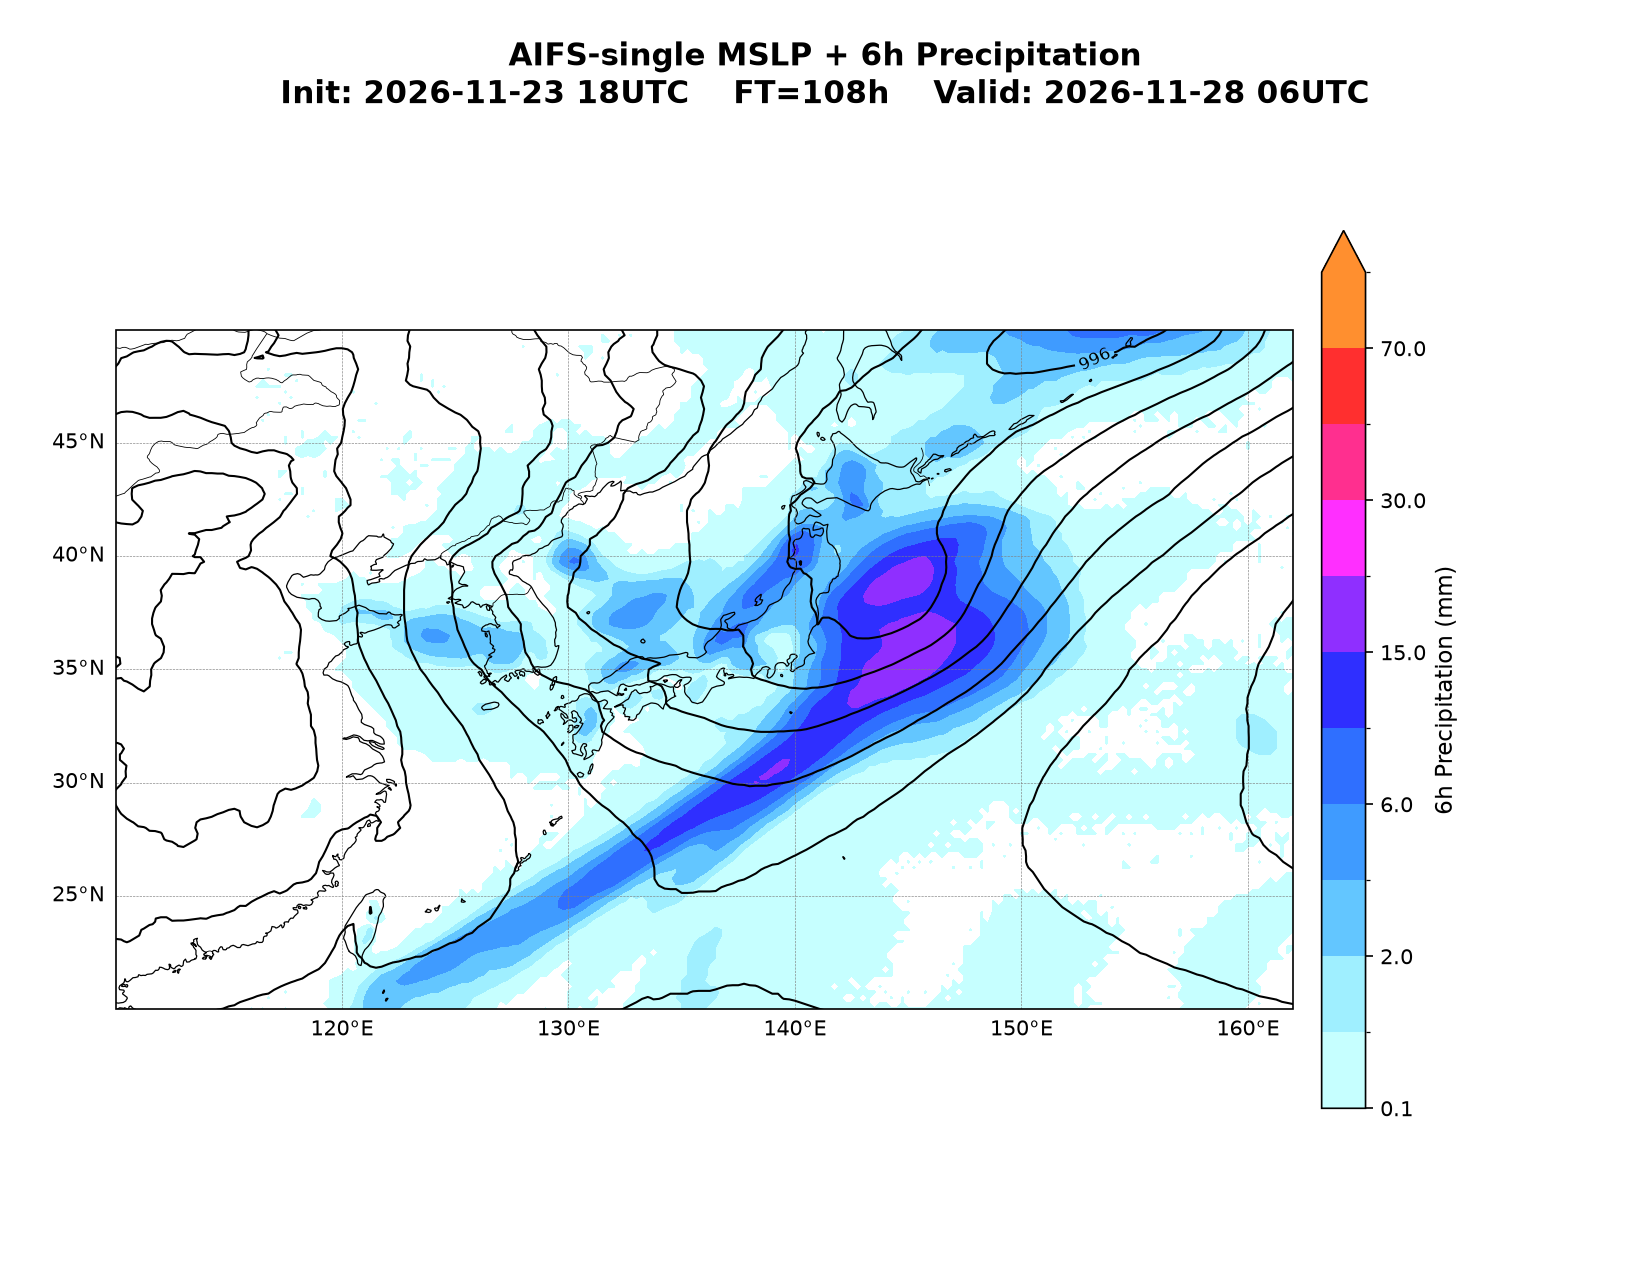 AIFS-single MSLP + 6h Precipitation
Init: 2026-11-23 18UTC    FT=108h    Valid: 2026-11-28 06UTC
996
45°N
40°N
35°N
30°N
25°N
120°E
130°E
140°E
150°E
160°E
70.0
30.0
15.0
6.0
2.0
0.1
6h Precipitation (mm)